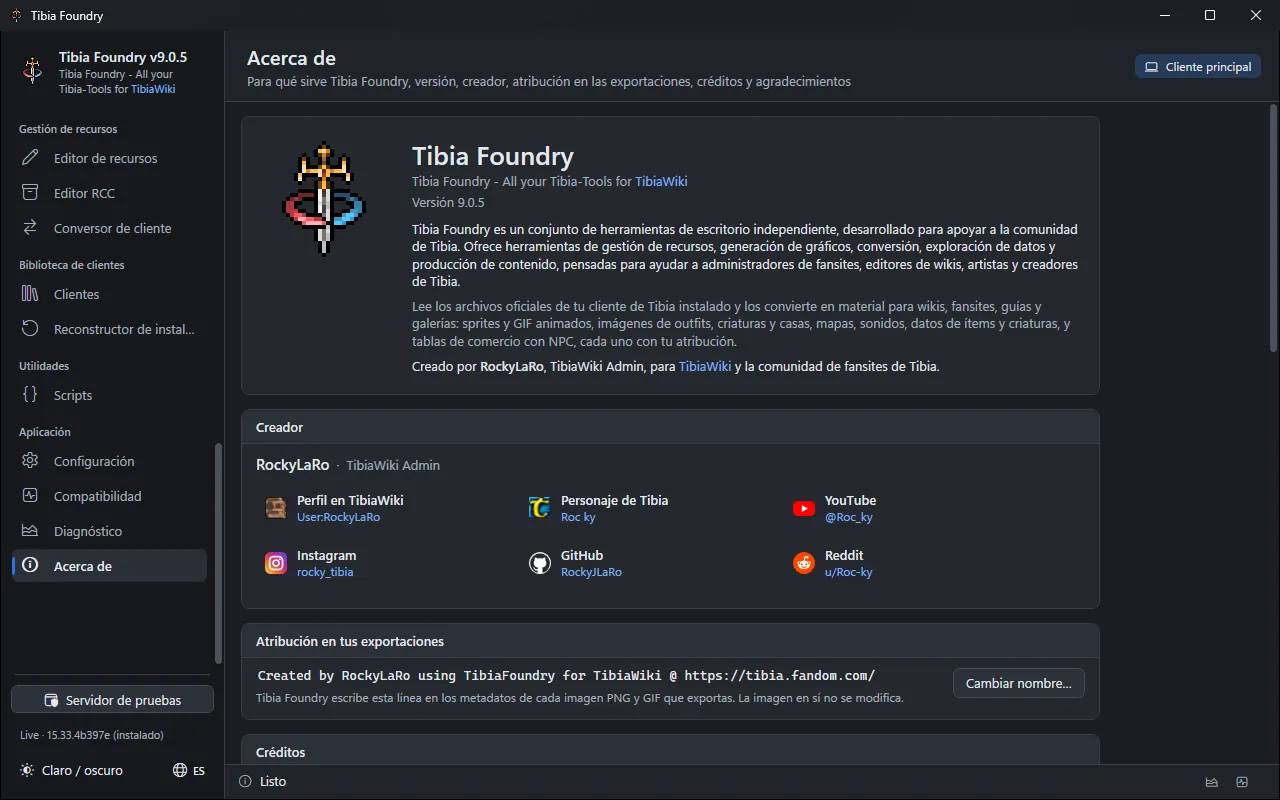 Tibia Foundry
Tibia Foundry v9.0.5
Tibia Foundry - All your
Tibia-Tools for TibiaWiki
Gestión de recursos
Editor de recursos
Editor RCC
Conversor de cliente
Biblioteca de clientes
Clientes
Reconstructor de instal...
Utilidades
Scripts
Aplicación
Configuración
Compatibilidad
Diagnóstico
Acerca de
Servidor de pruebas
Live · 15.33.4b397e (instalado)
Claro / oscuro
ES
Acerca de
Para qué sirve Tibia Foundry, versión, creador, atribución en las exportaciones, créditos y agradecimientos
Cliente principal
Tibia Foundry
Tibia Foundry - All your Tibia-Tools for TibiaWiki
Versión 9.0.5
Tibia Foundry es un conjunto de herramientas de escritorio independiente, desarrollado para apoyar a la comunidad
de Tibia. Ofrece herramientas de gestión de recursos, generación de gráficos, conversión, exploración de datos y
producción de contenido, pensadas para ayudar a administradores de fansites, editores de wikis, artistas y creadores
de Tibia.
Lee los archivos oficiales de tu cliente de Tibia instalado y los convierte en material para wikis, fansites, guías y
galerías: sprites y GIF animados, imágenes de outfits, criaturas y casas, mapas, sonidos, datos de ítems y criaturas, y
tablas de comercio con NPC, cada uno con tu atribución.
Creado por RockyLaRo, TibiaWiki Admin, para TibiaWiki y la comunidad de fansites de Tibia.
Creador
RockyLaRo · TibiaWiki Admin
Perfil en TibiaWiki
User:RockyLaRo
Personaje de Tibia
Roc ky
YouTube
@Roc_ky
Instagram
rocky_tibia
GitHub
RockyJLaRo
Reddit
u/Roc-ky
Atribución en tus exportaciones
Created by RockyLaRo using TibiaFoundry for TibiaWiki @ https://tibia.fandom.com/
Tibia Foundry escribe esta línea en los metadatos de cada imagen PNG y GIF que exportas. La imagen en sí no se modifica.
Cambiar nombre...
Créditos
Listo